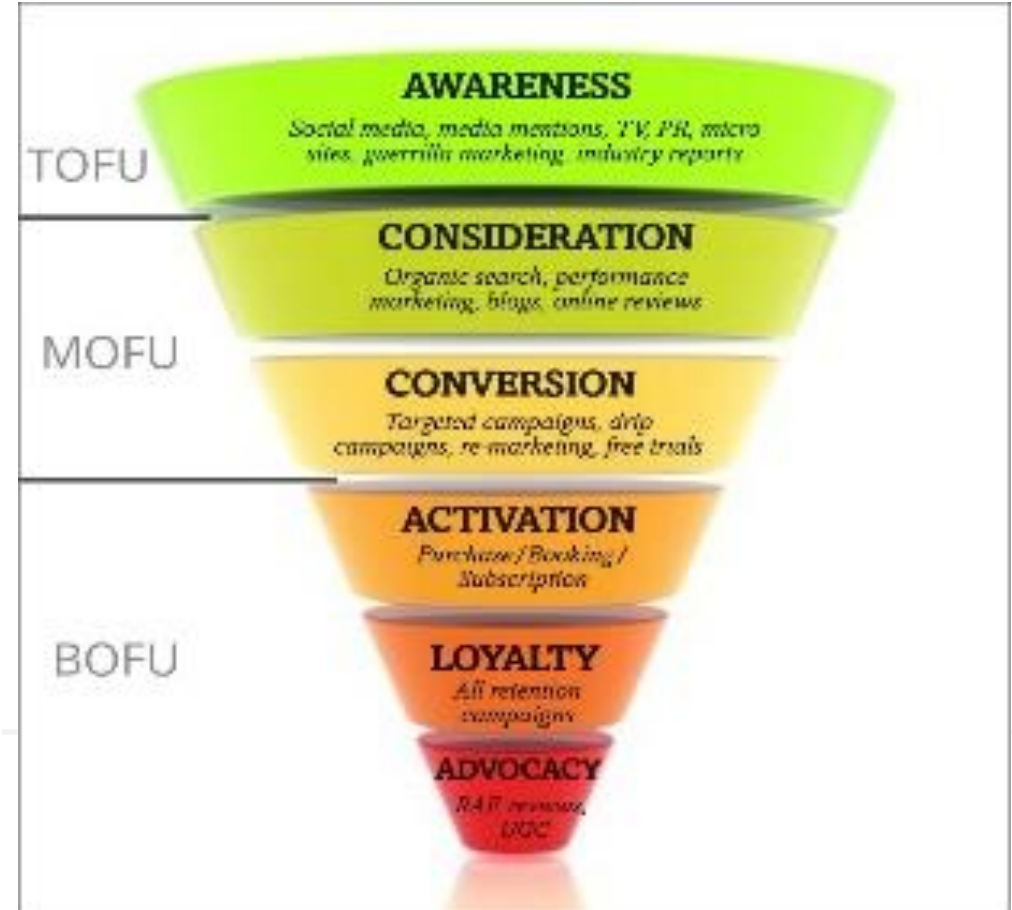 AWARENESS
Social media, media mentions, TV, PR, micro
sites, guerrilla marketing, industry reports
TOFU
CONSIDERATION
Organic search, performance
marketing, blogs, online reviews
MOFU
CONVERSION
Targeted campaigns, drip
campaigns, re-marketing, free trials
ACTIVATION
Purchase/Booking/
Subscription
BOFU
LOYALTY
All retention
campaigns
ADVOCACY
RAF reviews,
UGC